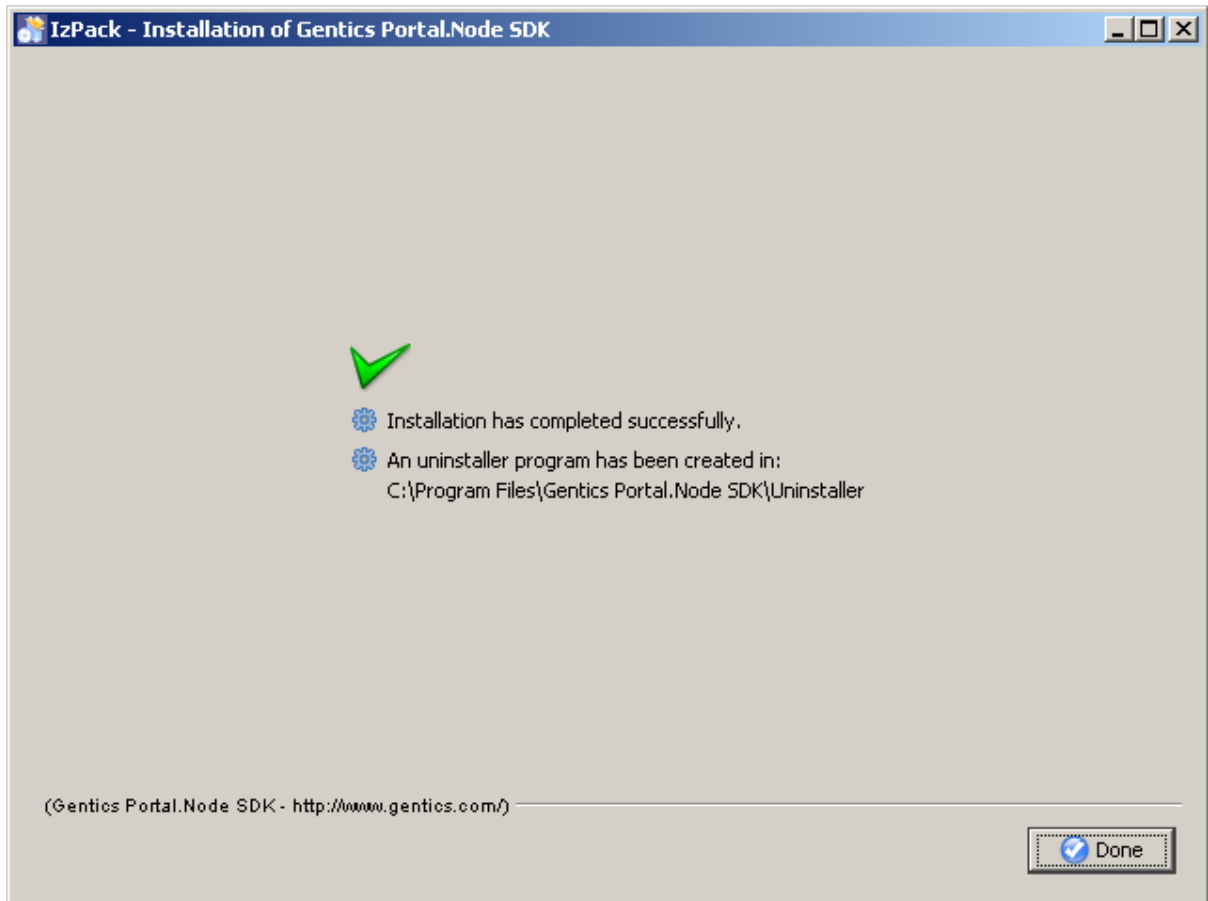 IzPack - Installation of Gentics Portal.Node SDK
Installation has completed successfully.
An uninstaller program has been created in:
C:\Program Files\Gentics Portal.Node SDK\Uninstaller
(Gentics Portal.Node SDK - http://www.gentics.com/)
Done